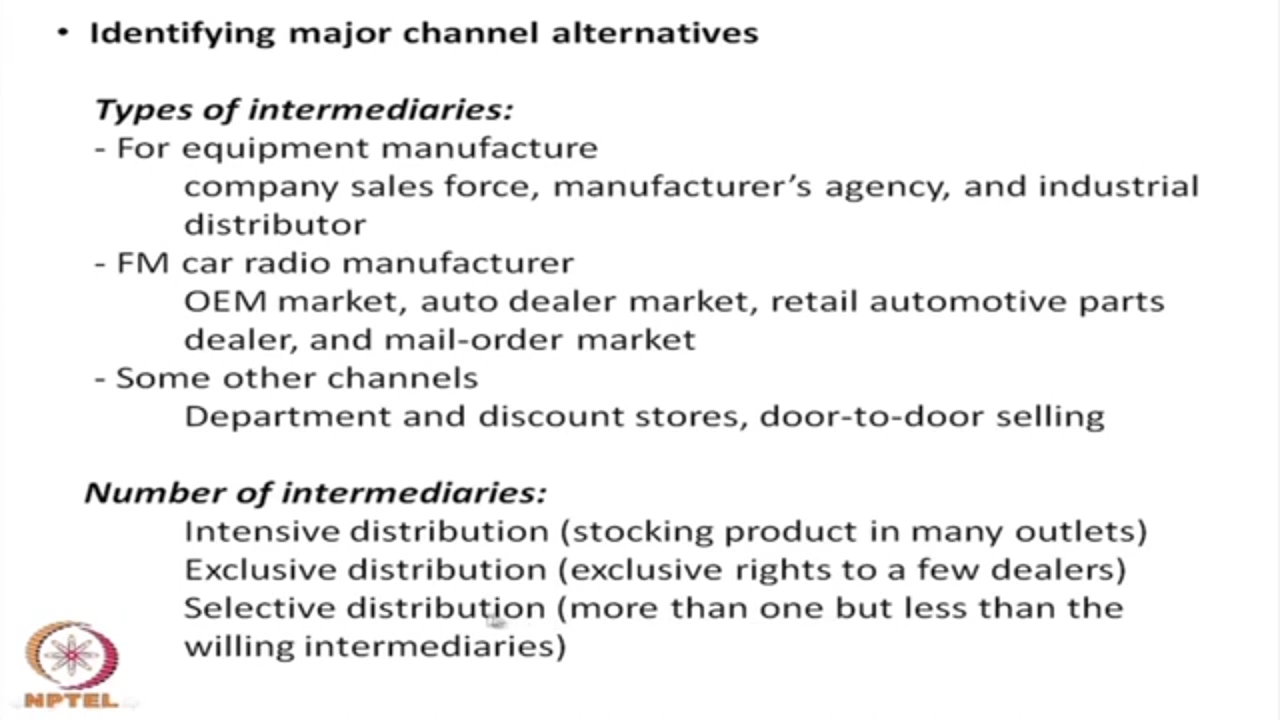 • Identifying major channel alternatives
Types of intermediaries:
- For equipment manufacture
company sales force, manufacturer’s agency, and industrial
distributor
- FM car radio manufacturer
OEM market, auto dealer market, retail automotive parts
dealer, and mail-order market
- Some other channels
Department and discount stores, door-to-door selling
Number of intermediaries:
Intensive distribution (stocking product in many outlets)
Exclusive distribution (exclusive rights to a few dealers)
Selective distribution (more than one but less than the
willing intermediaries)
NPTEL